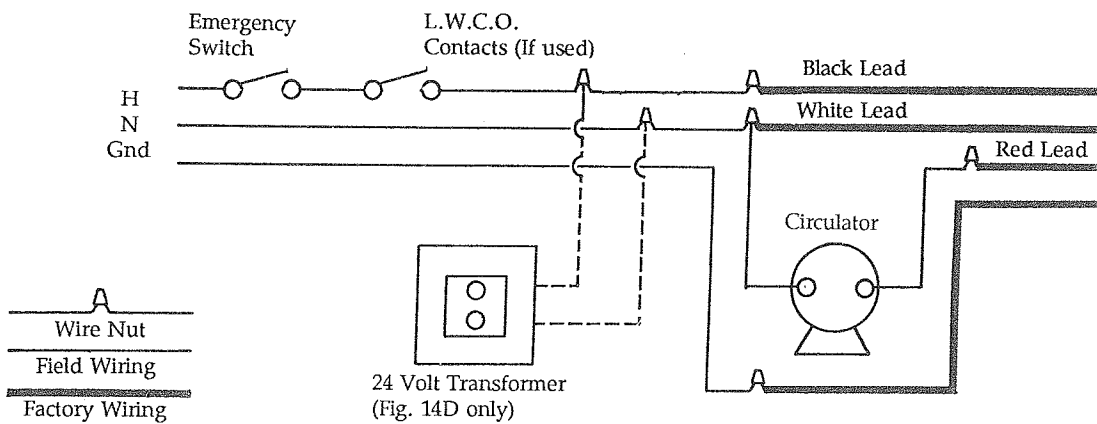 Emergency
Switch
L.W.C.O.
Contacts (If used)
Black Lead
H
White Lead
N
Gnd
Red Lead
Circulator
Wire Nut
Field Wiring
Factory Wiring
24 Volt Transformer
(Fig. 14D only)